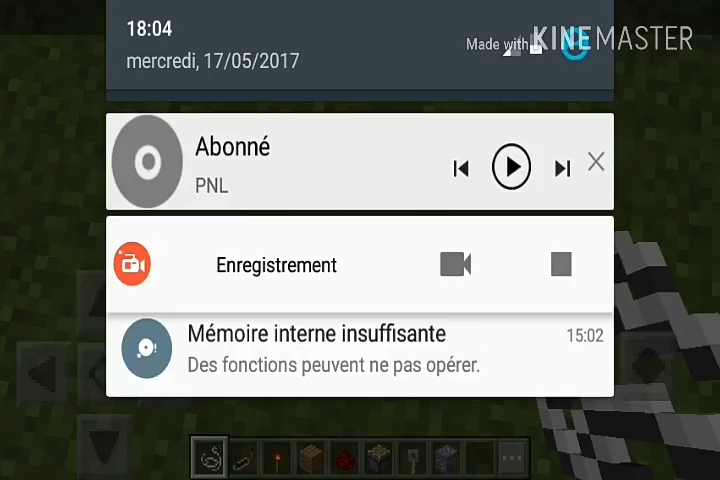 18:04
mercredi, 17/05/2017
Made with KINEMASTER
Abonné
PNL
Enregistrement
Mémoire interne insuffisante
15:02
Des fonctions peuvent ne pas opérer.